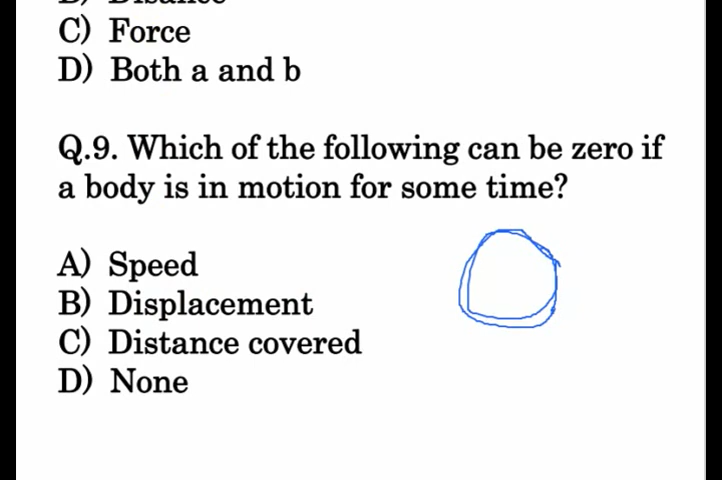 C) Force
D) Both a and b
Q.9. Which of the following can be zero if
a body is in motion for some time?
A) Speed
B) Displacement
C) Distance covered
D) None